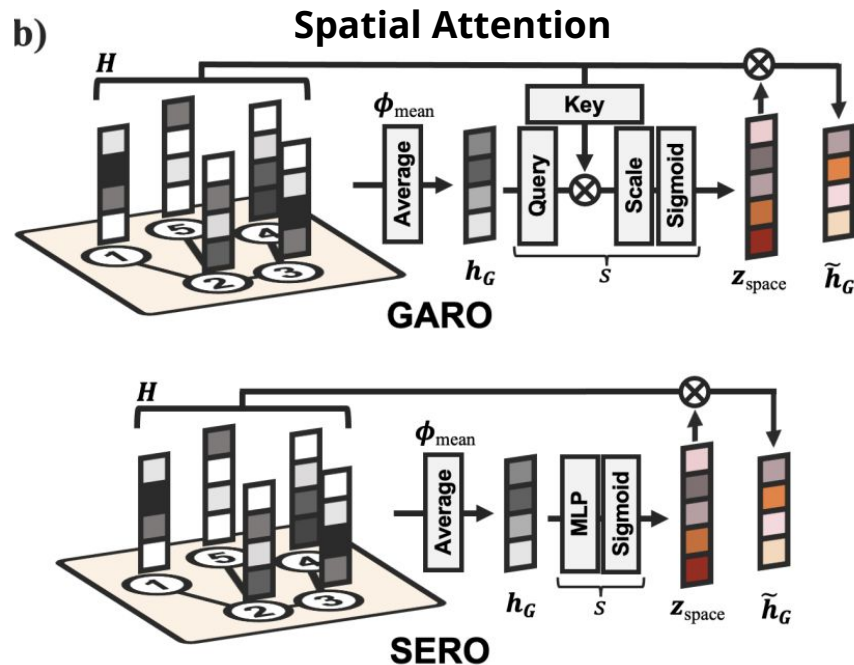 b)
Spatial Attention
H
ϕmean
Average
hG
Key
Query
Scale
Sigmoid
s
zspace
h̃G
1
5
4
2
3
GARO
H
ϕmean
Average
hG
MLP
Sigmoid
s
zspace
h̃G
1
5
4
2
3
SERO